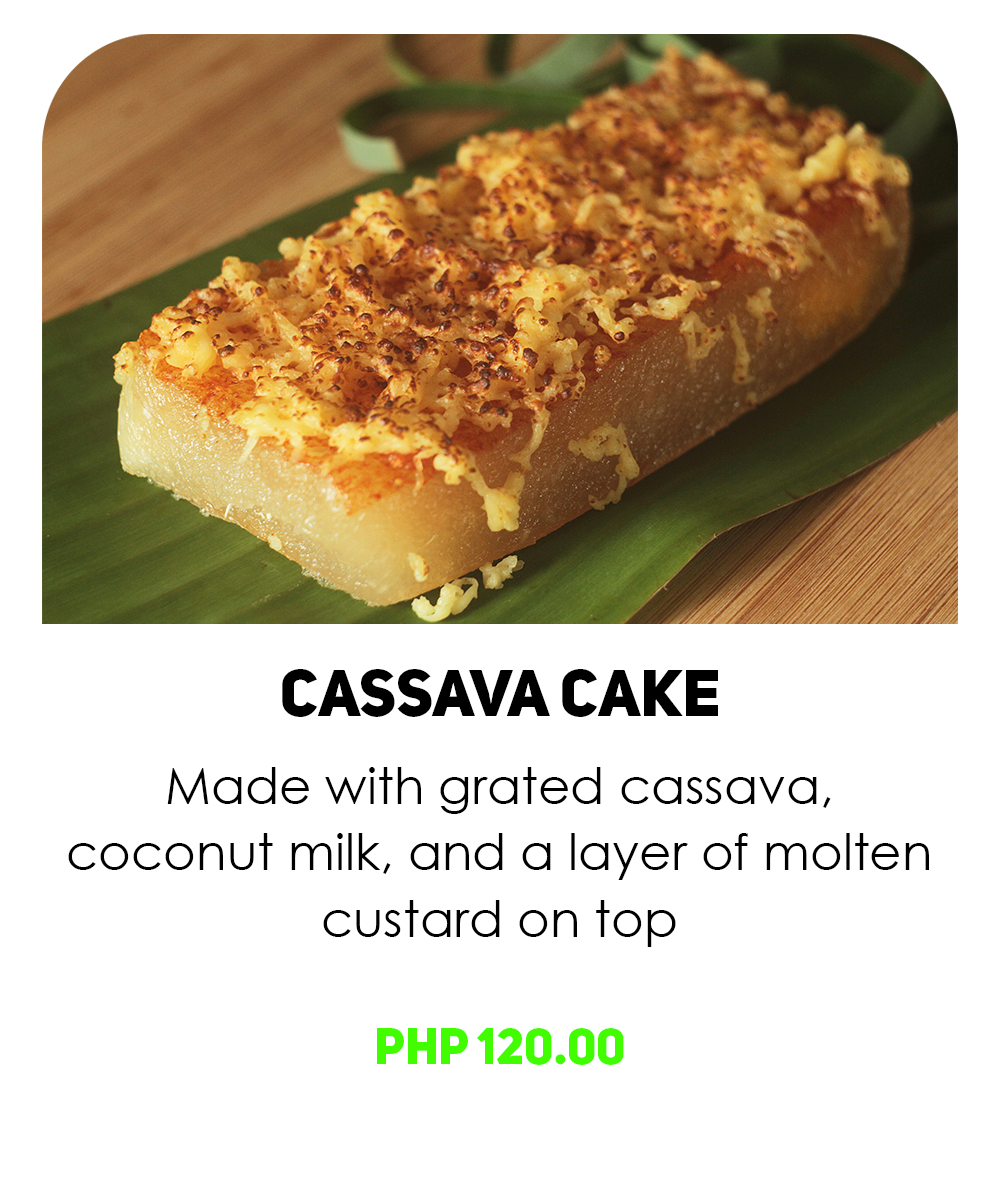 CASSAVA CAKE
Made with grated cassava,
coconut milk, and a layer of molten
custard on top
PHP 120.00